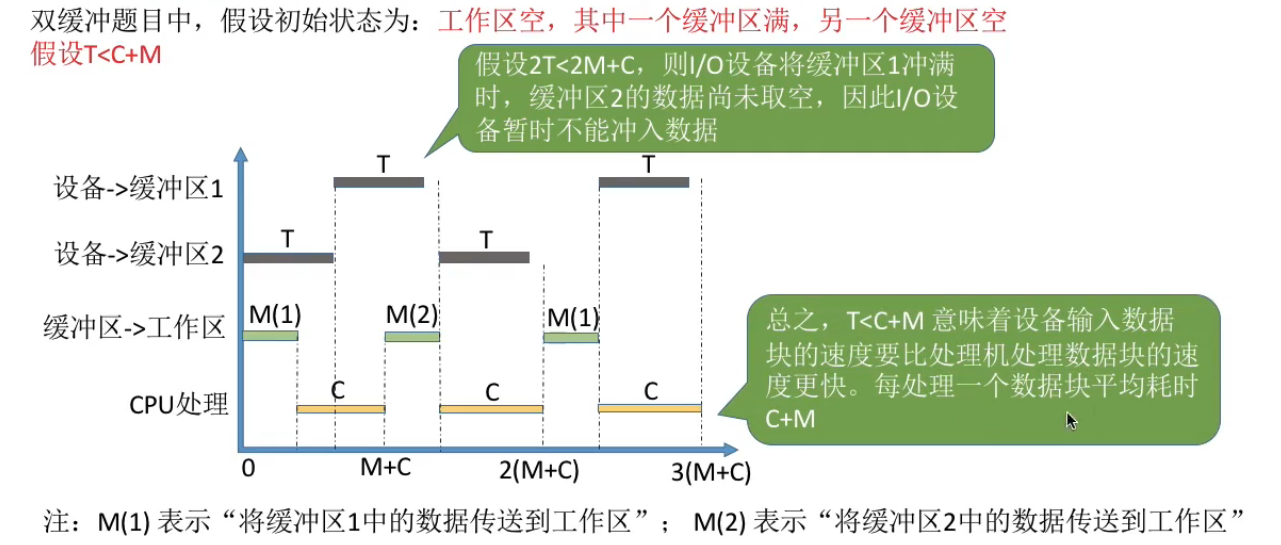 双缓冲题目中，假设初始状态为：工作区空，其中一个缓冲区满，另一个缓冲区空
假设T<C+M
假设2T<2M+C，则I/O设备将缓冲区1冲满
时，缓冲区2的数据尚未取空，因此I/O设
备暂时不能冲入数据
T
T
设备->缓冲区1
T
T
设备->缓冲区2
M(1)
M(2)
M(1)
缓冲区->工作区
总之，T<C+M 意味着设备输入数据
块的速度要比处理机处理数据块的速
度更快。每处理一个数据块平均耗时
C+M
C
C
C
CPU处理
0
M+C
2(M+C)
3(M+C)
注：M(1) 表示“将缓冲区1中的数据传送到工作区”； M(2) 表示“将缓冲区2中的数据传送到工作区”